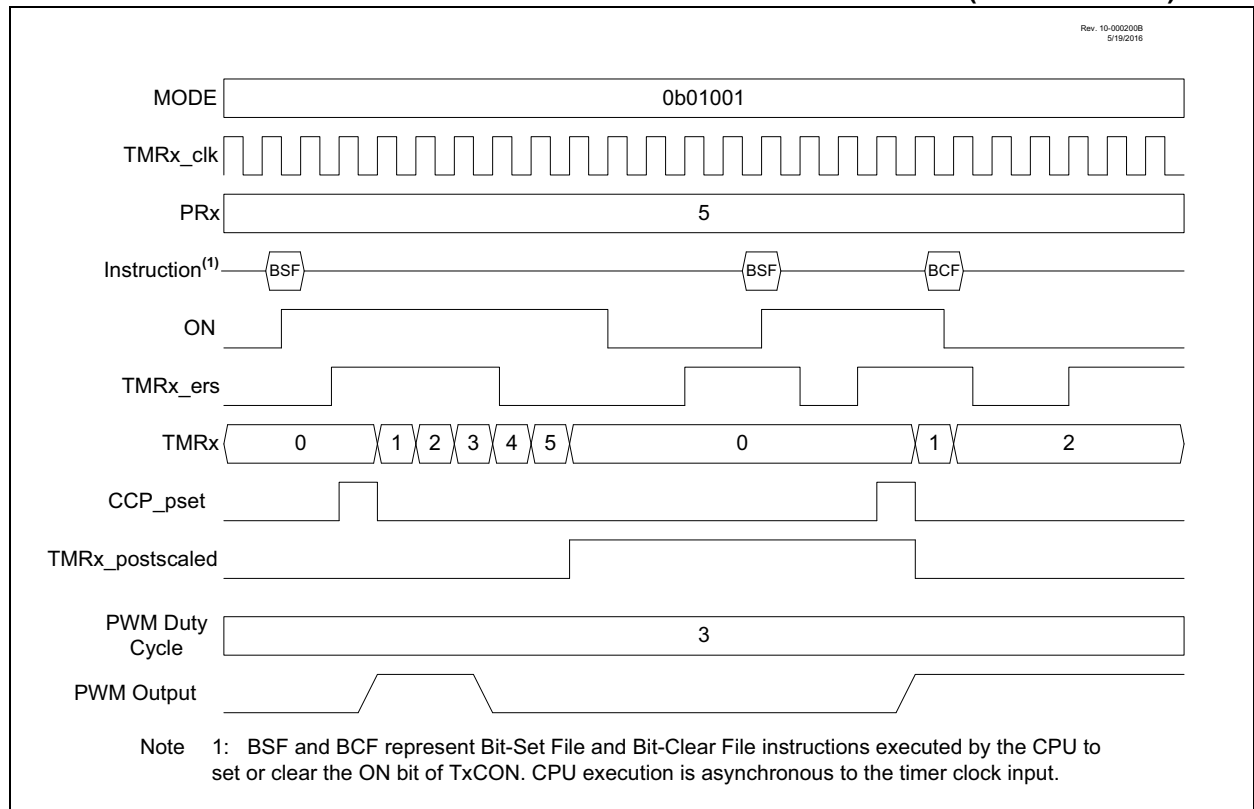 Rev. 10-000200B
5/19/2016
MODE 0b01001
TMRx_clk
PRx 5
Instruction(1) BSF BSF BCF
ON
TMRx_ers
TMRx 0 1 2 3 4 5 0 1 2
CCP_pset
TMRx_postscaled
PWM Duty
Cycle 3
PWM Output
Note 1: BSF and BCF represent Bit-Set File and Bit-Clear File instructions executed by the CPU to
set or clear the ON bit of TxCON. CPU execution is asynchronous to the timer clock input.